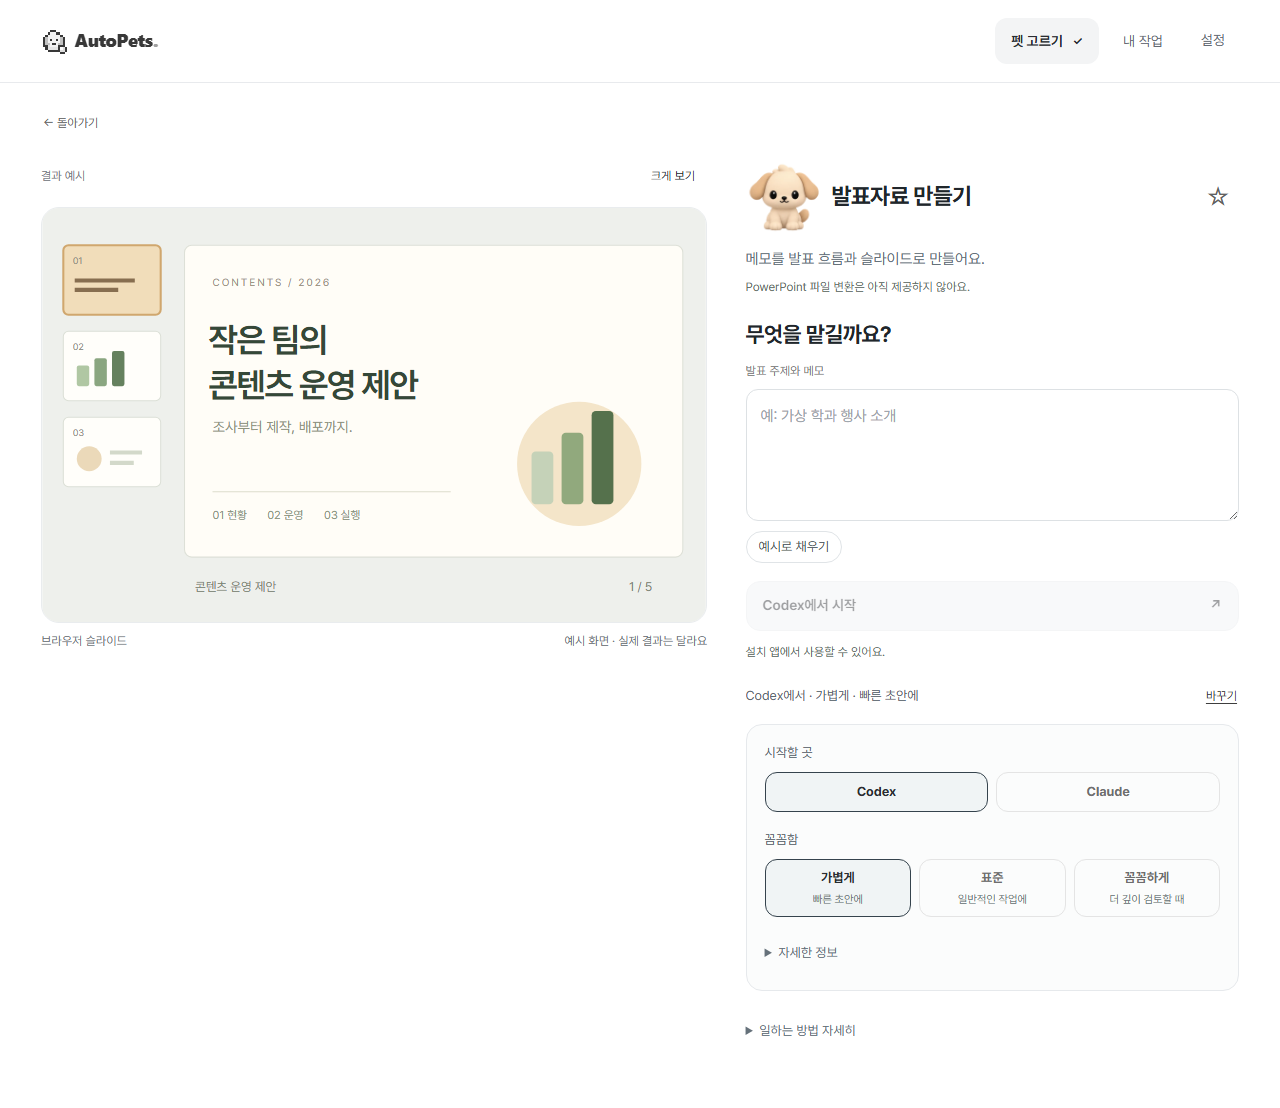 AutoPets.
펫 고르기 ✓
내 작업
설정
← 돌아가기
결과 예시
크게 보기
01
02
03
CONTENTS / 2026
작은 팀의
콘텐츠 운영 제안
조사부터 제작, 배포까지.
01 현황 02 운영 03 실행
콘텐츠 운영 제안
1 / 5
브라우저 슬라이드
예시 화면 · 실제 결과는 달라요
발표자료 만들기
메모를 발표 흐름과 슬라이드로 만들어요.
PowerPoint 파일 변환은 아직 제공하지 않아요.
무엇을 맡길까요?
발표 주제와 메모
예: 가상 학과 행사 소개
예시로 채우기
Codex에서 시작
설치 앱에서 사용할 수 있어요.
Codex에서 · 가볍게 · 빠른 초안에
바꾸기
시작할 곳
Codex
Claude
꼼꼼함
가볍게
빠른 초안에
표준
일반적인 작업에
꼼꼼하게
더 깊이 검토할 때
자세한 정보
일하는 방법 자세히